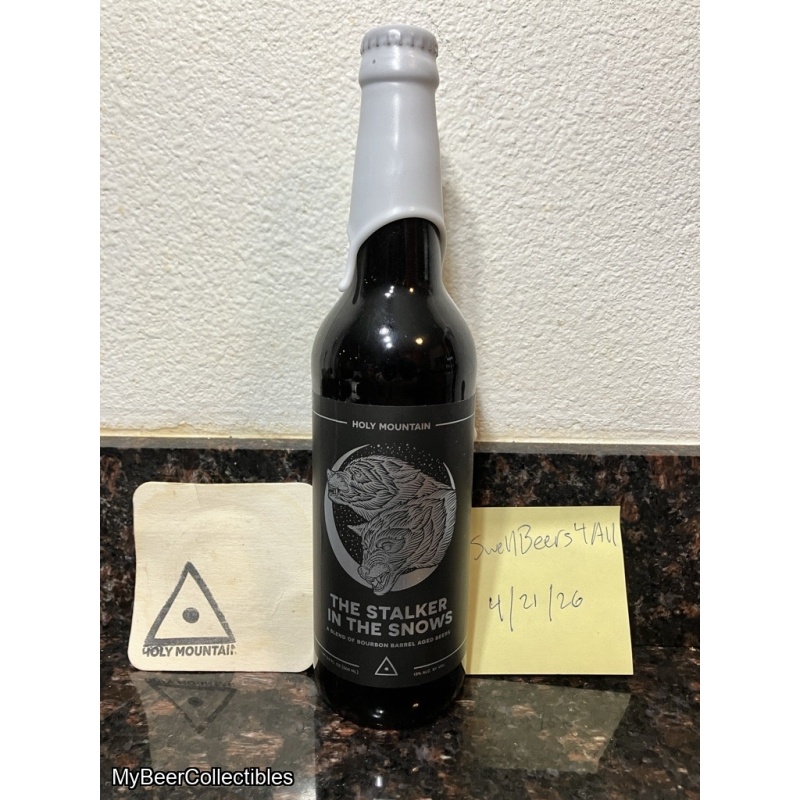 HOLY MOUNTAIN
THE STALKER
IN THE SNOWS
A BLEND OF BOURBON BARREL AGED BEERS
HOLY MOUNTAIN
SwellBeers4All
4/21/26
MyBeerCollectibles